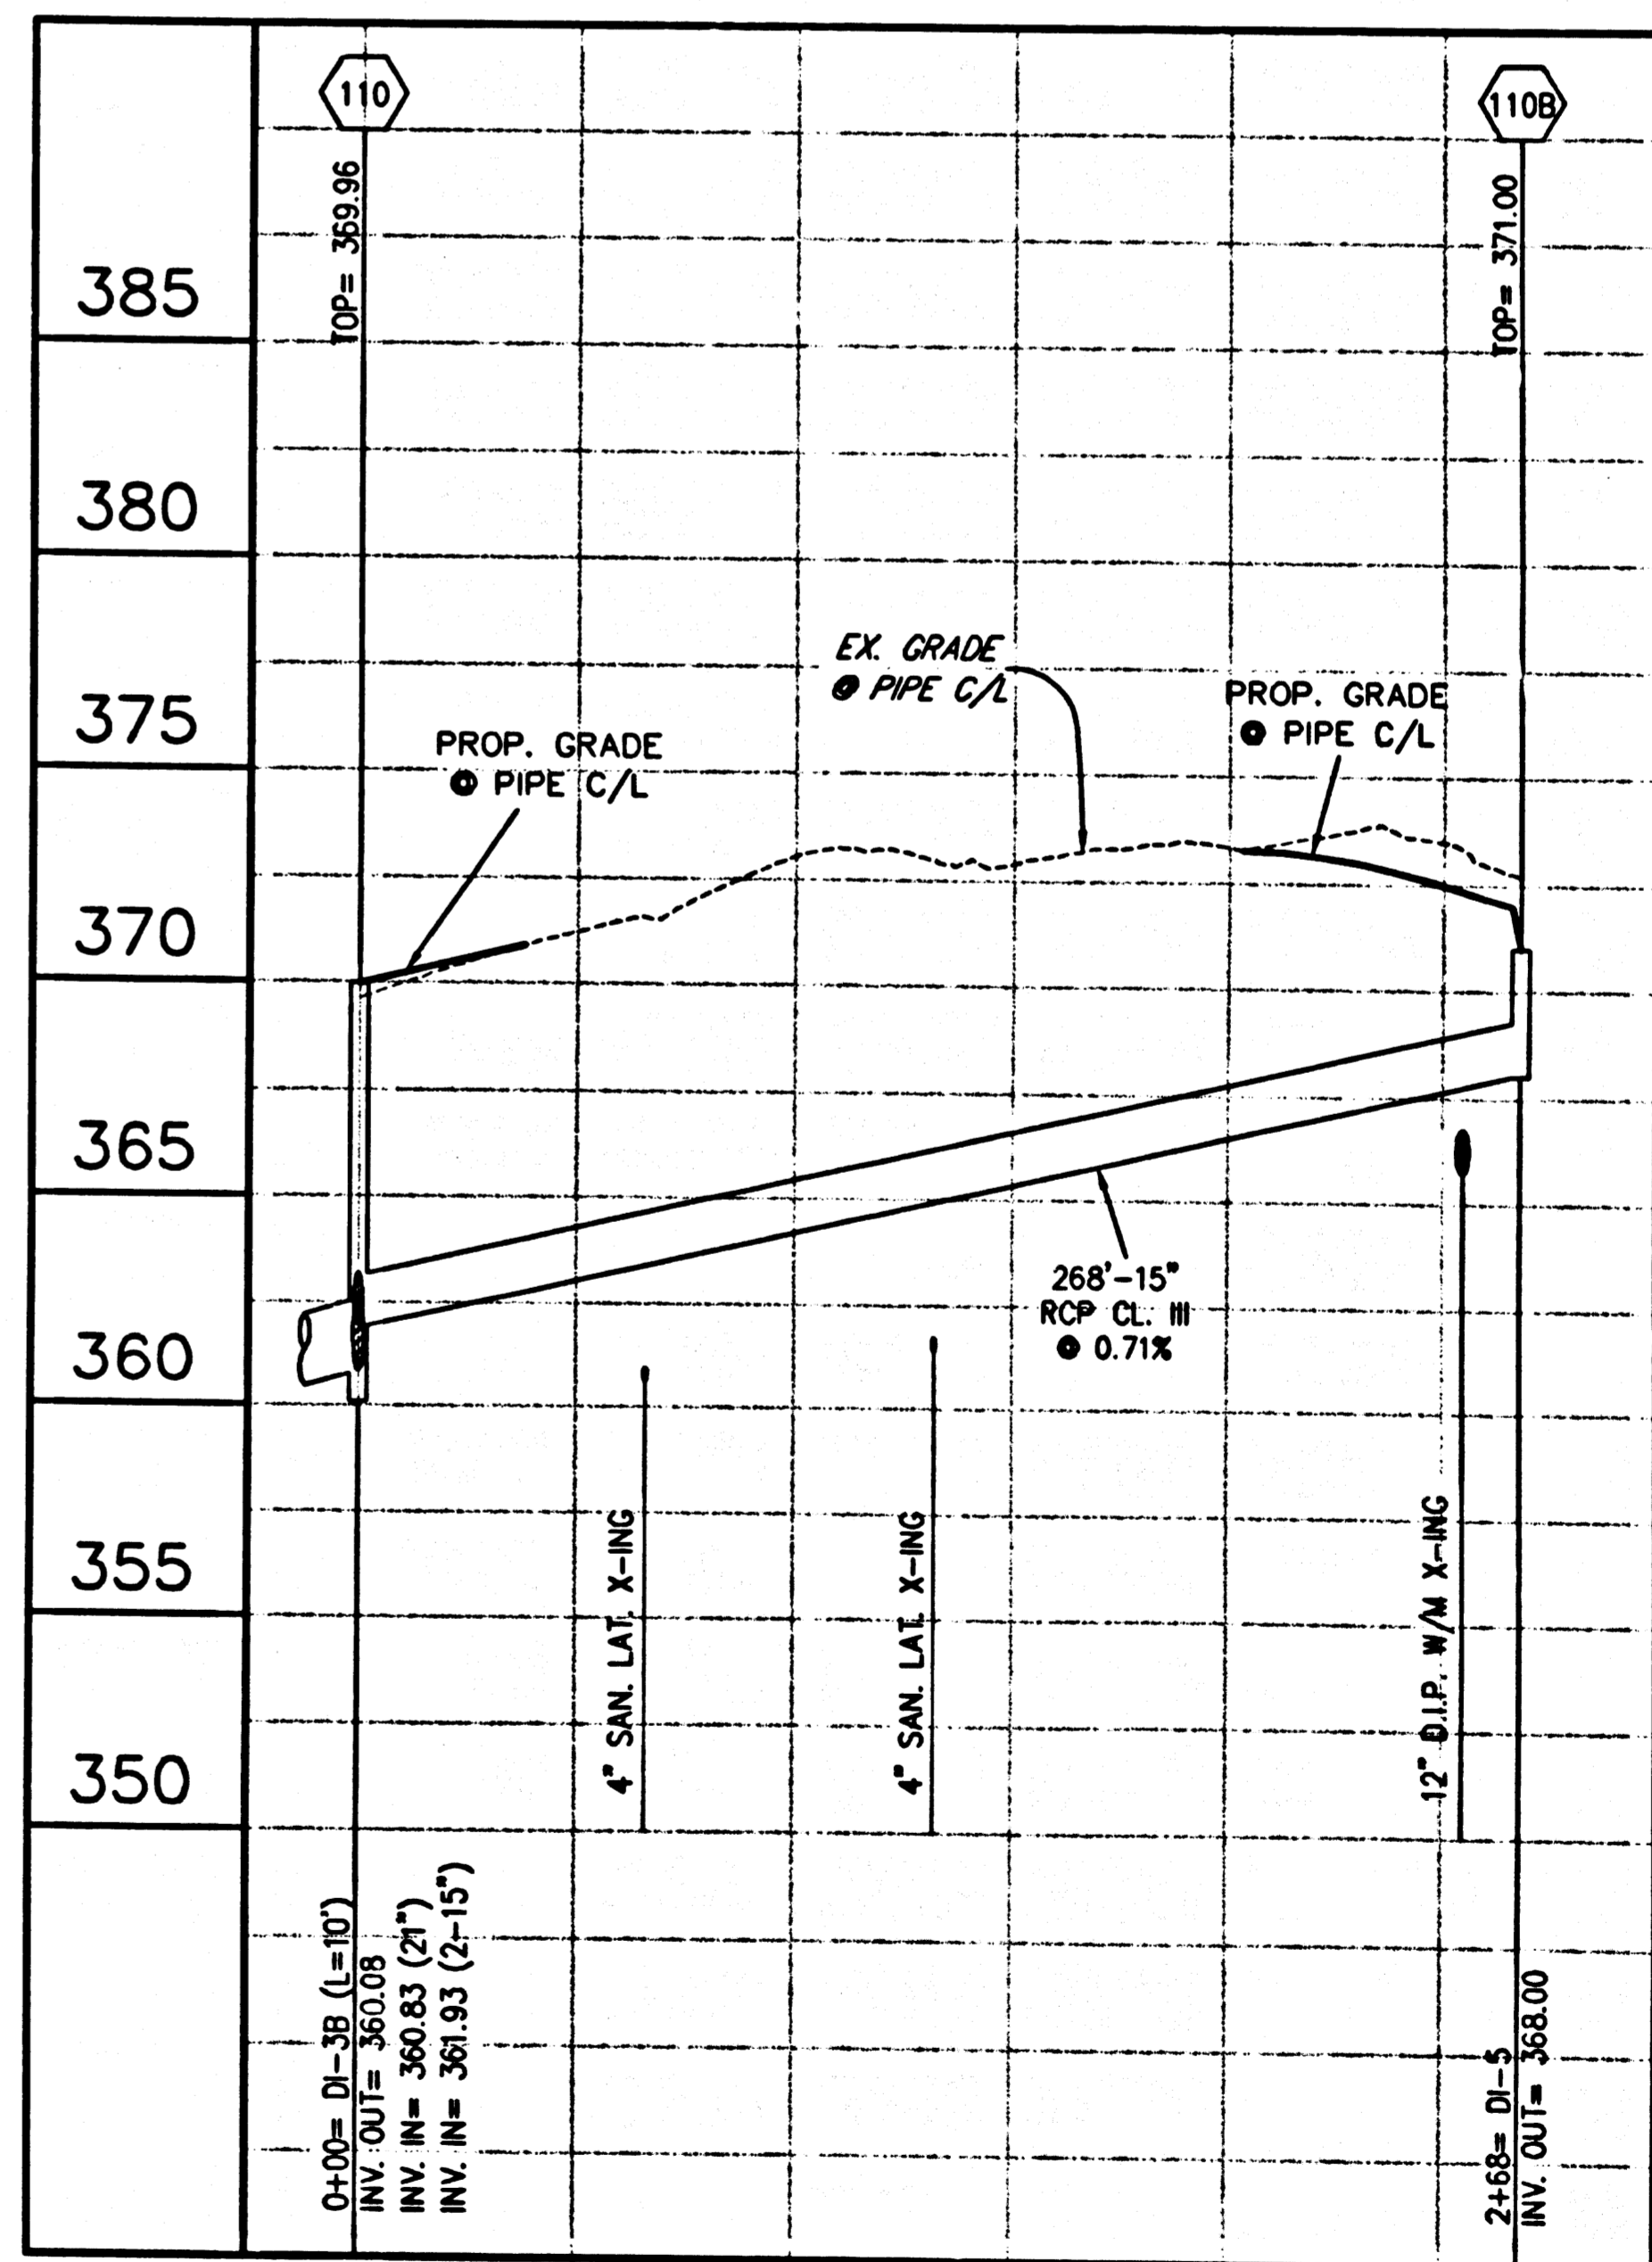 110
110B
TOP= 369.96
TOP= 371.00
385
380
375
370
365
360
355
350
EX. GRADE
@ PIPE C/L
PROP. GRADE
@ PIPE C/L
PROP. GRADE
@ PIPE C/L
268'-15"
RCP CL. III
@ 0.71%
4" SAN. LAT. X-ING
4" SAN. LAT. X-ING
12" D.I.P. W/M X-ING
0+00= DI-3B (L=10')
INV. OUT= 360.08
INV. IN= 360.83 (21")
INV. IN= 361.93 (2-15")
2+68= DI-5
INV. OUT= 368.00